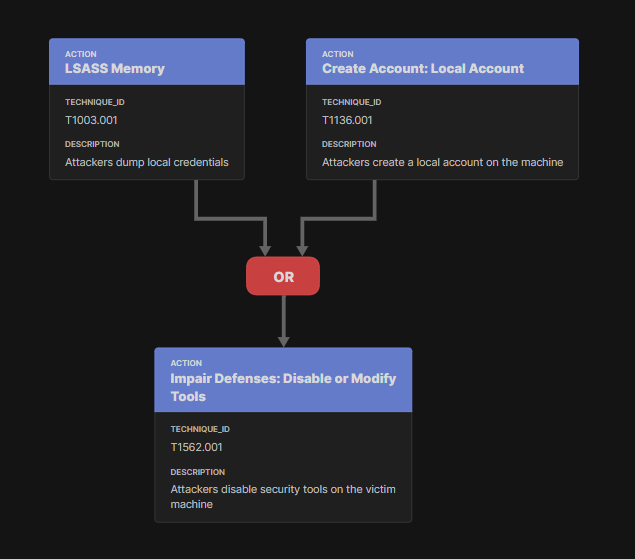 ACTION
LSASS Memory
TECHNIQUE_ID
T1003.001
DESCRIPTION
Attackers dump local credentials
ACTION
Create Account: Local Account
TECHNIQUE_ID
T1136.001
DESCRIPTION
Attackers create a local account on the machine
OR
ACTION
Impair Defenses: Disable or Modify
Tools
TECHNIQUE_ID
T1562.001
DESCRIPTION
Attackers disable security tools on the victim
machine